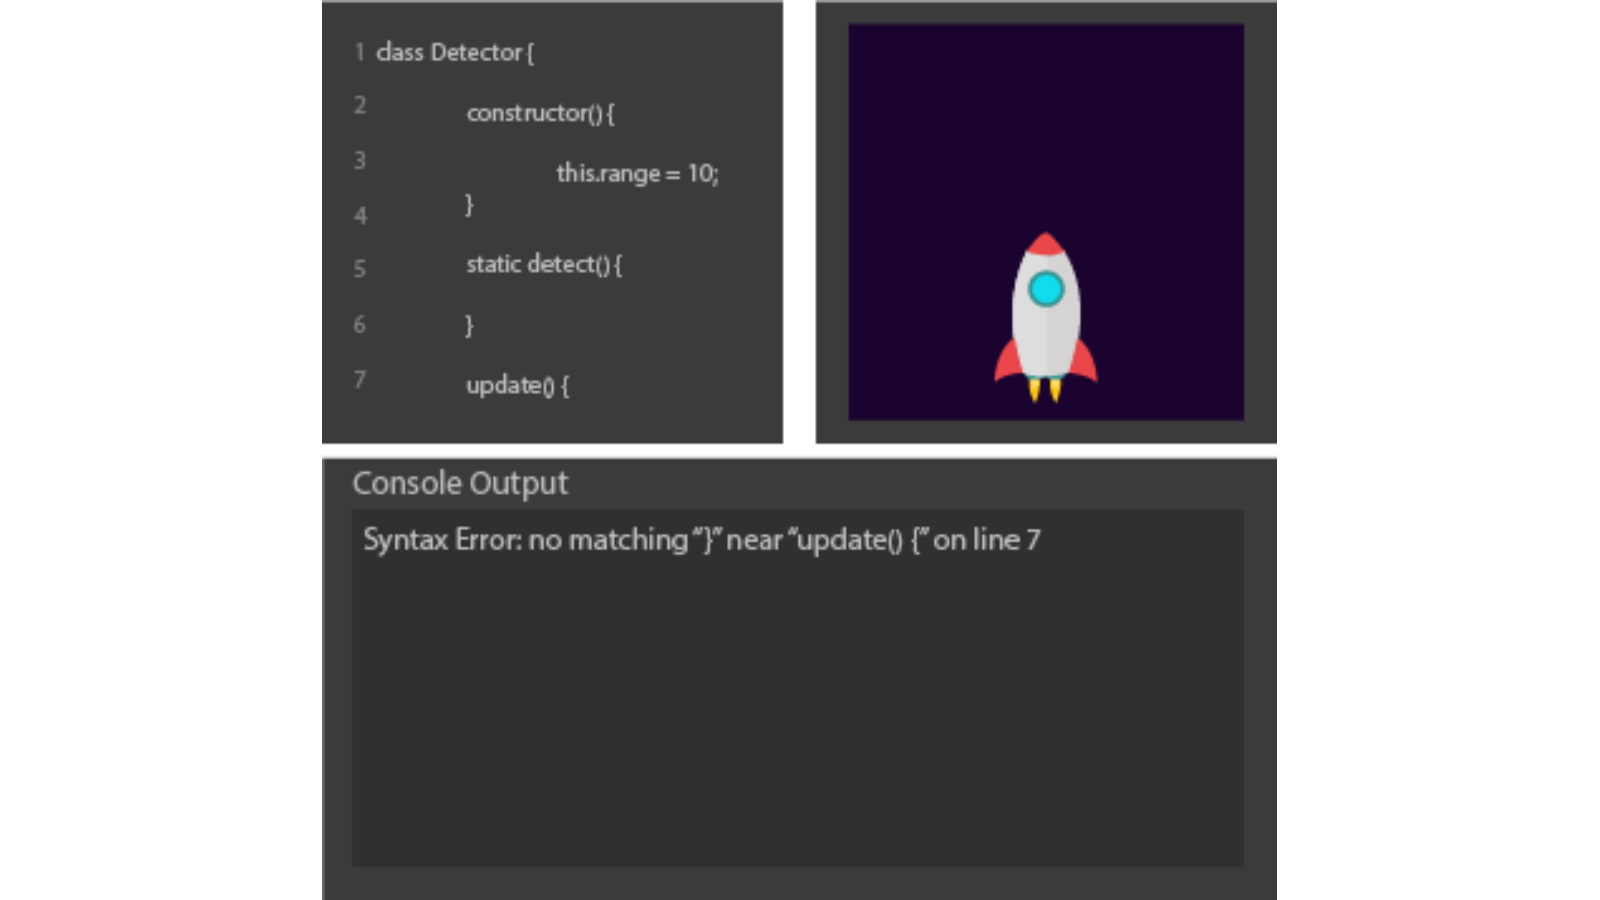 1 class Detector {
2 constructor() {
3 this.range = 10;
4 }
5 static detect() {
6 }
7 update() {
Console Output
Syntax Error: no matching “}” near “update() {” on line 7